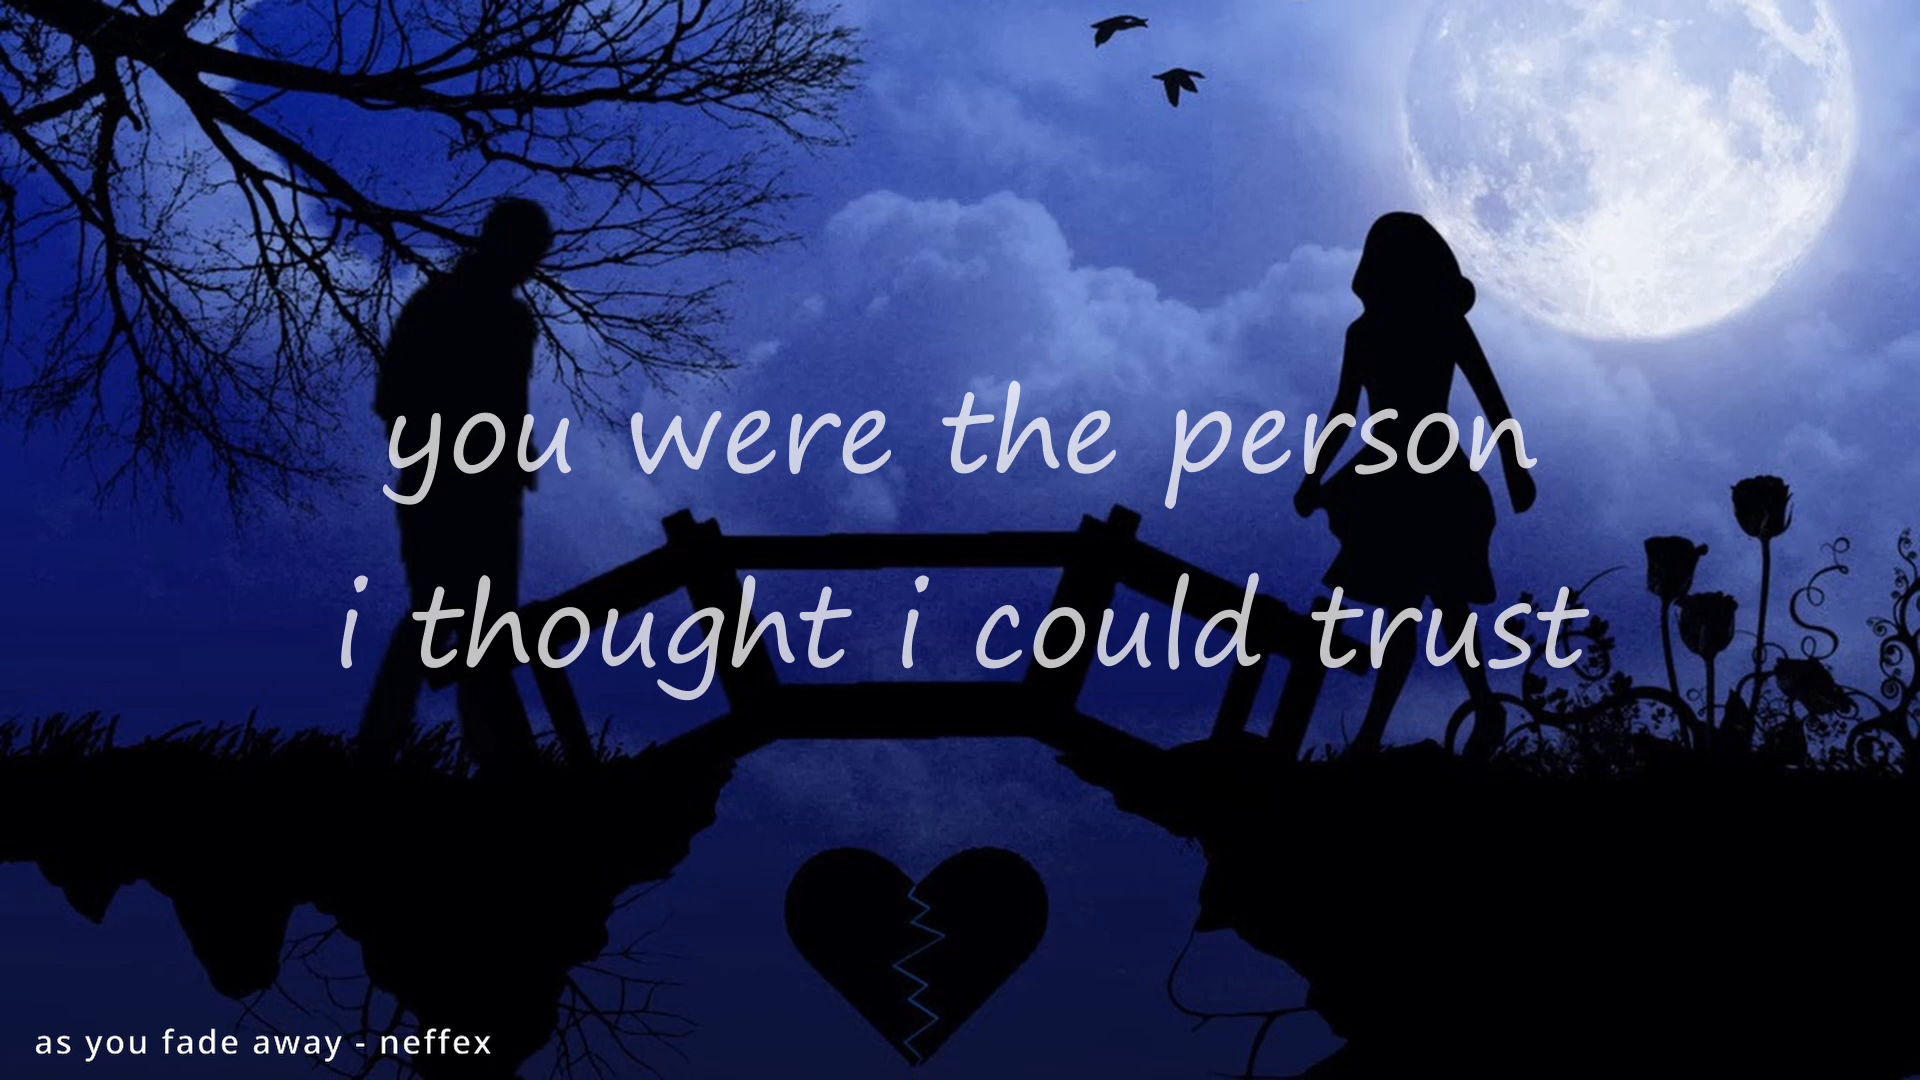 you were the person
i thought i could trust
as you fade away - neffex